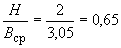 H/Bср = 2/3,05 = 0,65